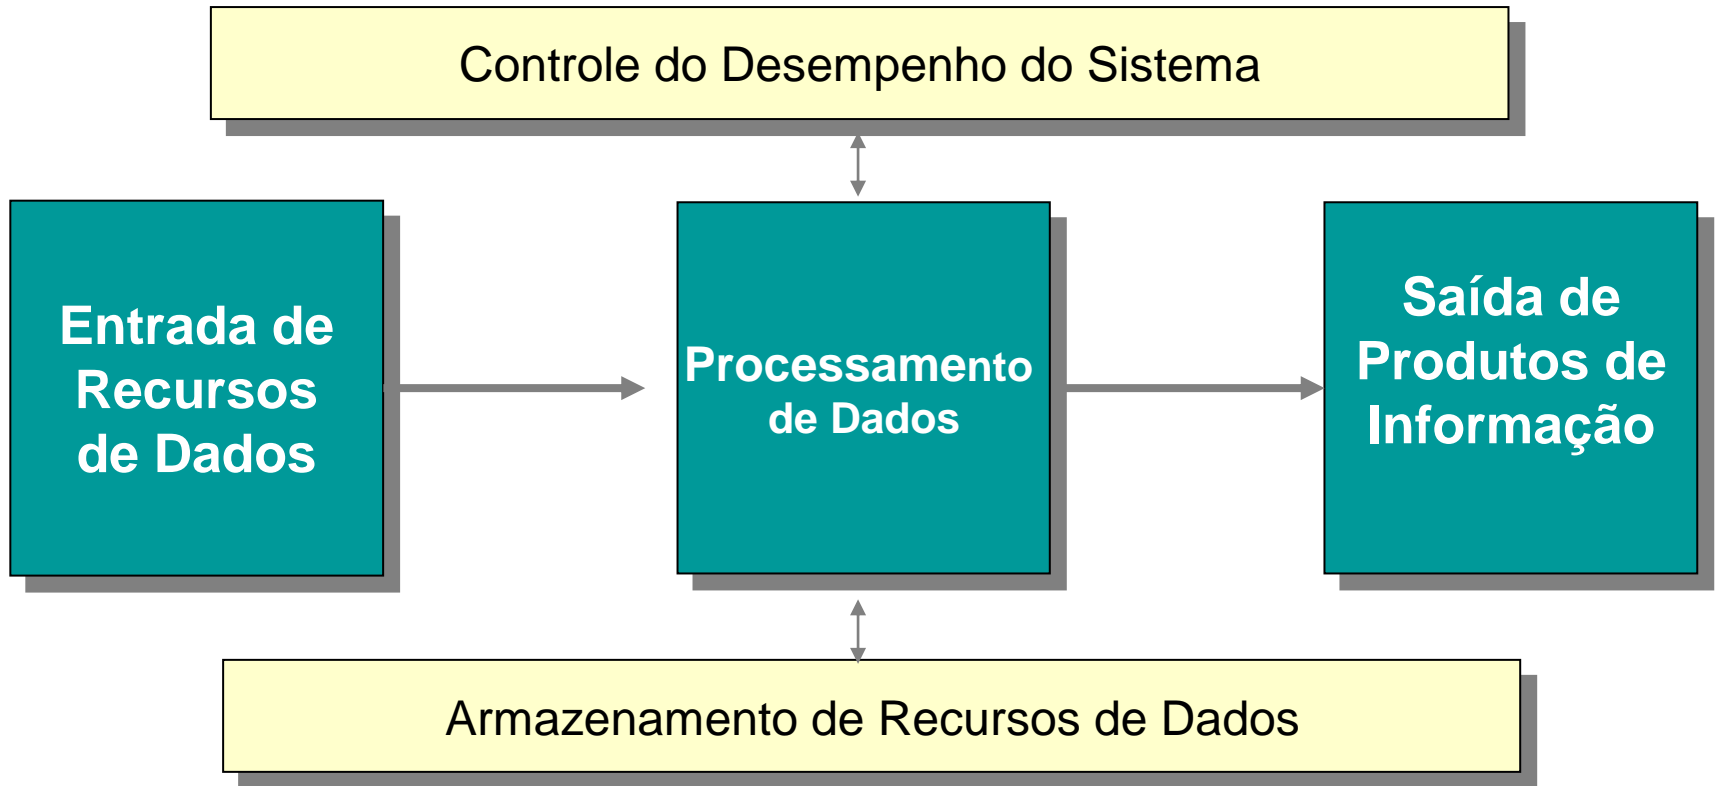 Controle do Desempenho do Sistema
Entrada de
Recursos
de Dados
Processamento
de Dados
Saída de
Produtos de
Informação
Armazenamento de Recursos de Dados